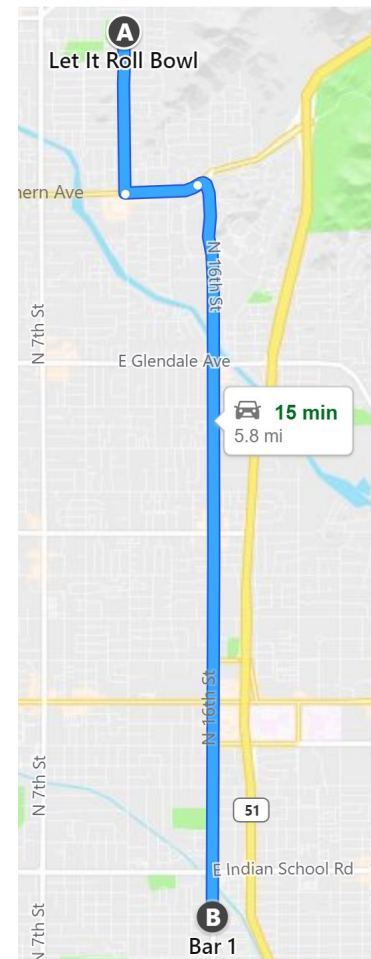 A
Let It Roll Bowl
hern Ave
N 16th St
N 7th St
E Glendale Ave
15 min
5.8 mi
N 16th St
N 7th St
51
E Indian School Rd
N 7th St
B
Bar 1